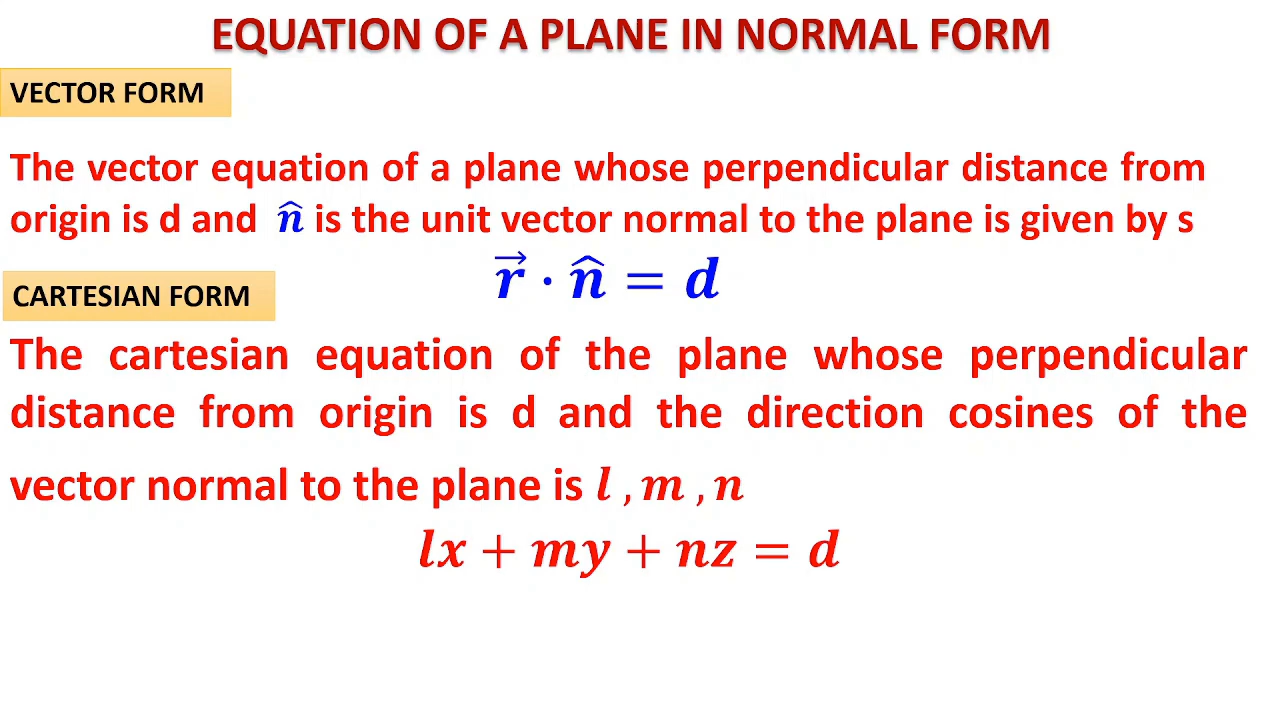 EQUATION OF A PLANE IN NORMAL FORM
VECTOR FORM
The vector equation of a plane whose perpendicular distance from
origin is d and n̂ is the unit vector normal to the plane is given by s
r⃗ · n̂ = d
CARTESIAN FORM
The cartesian equation of the plane whose perpendicular
distance from origin is d and the direction cosines of the
vector normal to the plane is l , m , n
lx + my + nz = d